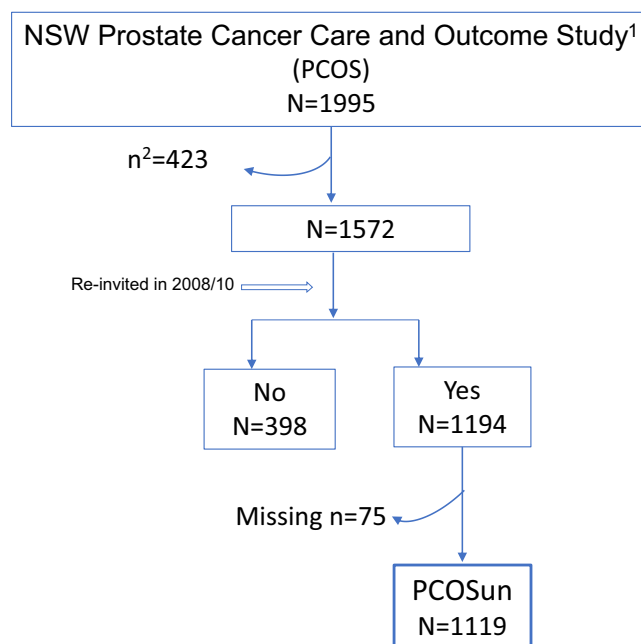 NSW Prostate Cancer Care and Outcome Study¹
(PCOS)
N=1995
n²=423
N=1572
Re-invited in 2008/10
No
N=398
Yes
N=1194
Missing n=75
PCOSun
N=1119